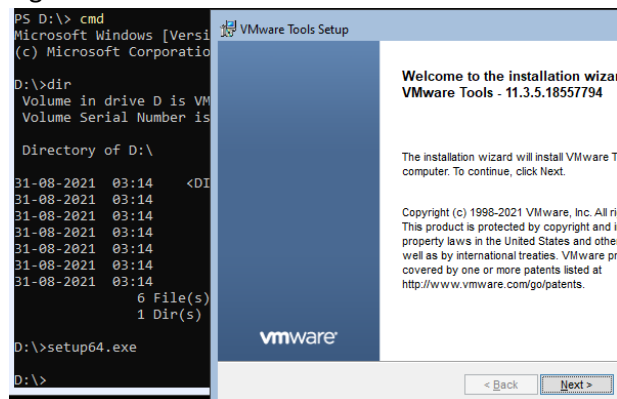 PS D:\> cmd
Microsoft Windows [Versi
(c) Microsoft Corporatio
D:\>dir
Volume in drive D is VM
Volume Serial Number is
Directory of D:\
31-08-2021 03:14 <DI
31-08-2021 03:14
31-08-2021 03:14
31-08-2021 03:14
31-08-2021 03:14
31-08-2021 03:14
31-08-2021 03:14
6 File(s)
1 Dir(s)
D:\>setup64.exe
D:\>
VMware Tools Setup
Welcome to the installation wizar
VMware Tools - 11.3.5.18557794
The installation wizard will install VMware T
computer. To continue, click Next.
Copyright (c) 1998-2021 VMware, Inc. All ri
This product is protected by copyright and i
property laws in the United States and othe
well as by international treaties. VMware pr
covered by one or more patents listed at
http://www.vmware.com/go/patents.
vmware
< Back
Next >